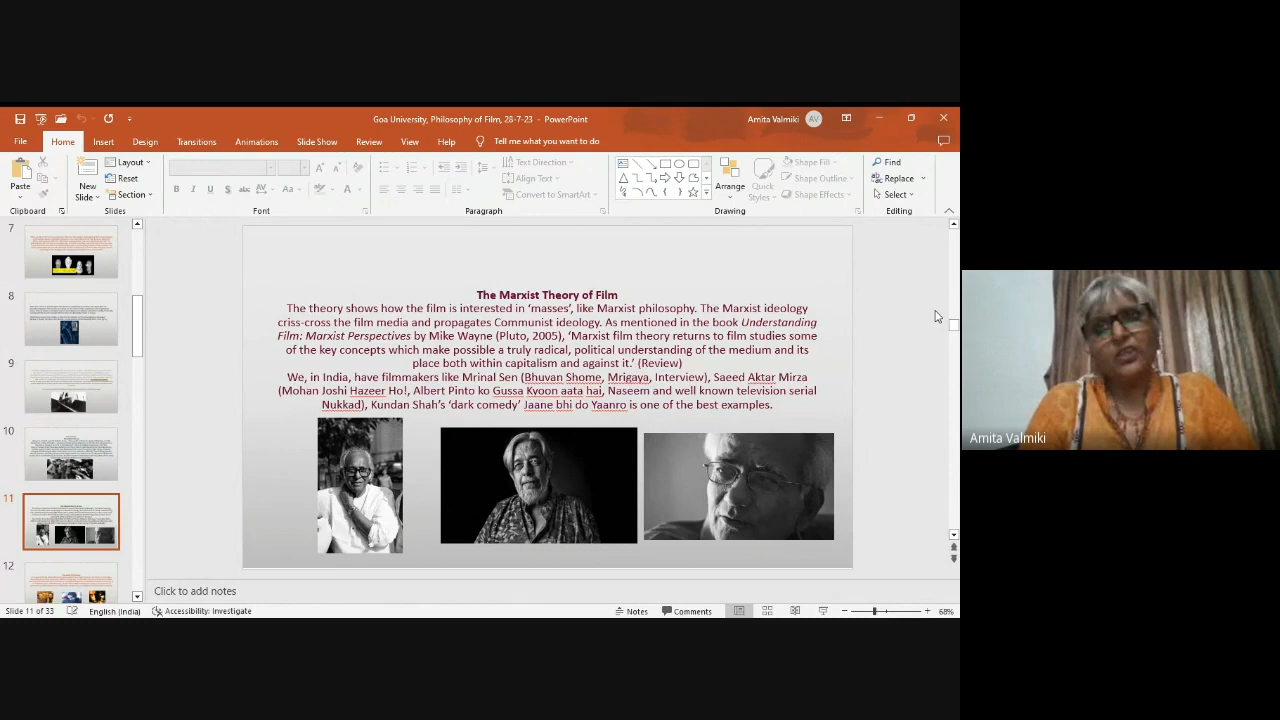 Goa University, Philosophy of Film, 28-7-23 - PowerPoint
Amita Valmiki AV
File Home Insert Design Transitions Animations Slide Show Review View Help Tell me what you want to do
Paste
New Slide
Layout
Reset
Section
B I U S abc AV Aa A
Text Direction
Align Text
Convert to SmartArt
Arrange
Quick Styles
Shape Fill
Shape Outline
Shape Effects
Find
Replace
Select
Clipboard Slides Font Paragraph Drawing Editing
7
8
9
10
11
12
The Marxist Theory of Film
The theory shows how the film is interested in ‘masses’, like Marxist philosophy. The Marxist ideology
criss-cross the film media and propagates Communist ideology. As mentioned in the book Understanding
Film: Marxist Perspectives by Mike Wayne (Pluto, 2005), ‘Marxist film theory returns to film studies some
of the key concepts which make possible a truly radical, political understanding of the medium and its
place both within capitalism and against it.’ (Review)
We, in India, have filmmakers like Mrinal Sen (Bhuvan Shome, Mrigaya, Interview), Saeed Aktar Mirza
(Mohan Joshi Hazeer Ho!, Albert Pinto ko Gussa Kyoon aata hai, Naseem and well known television serial
Nukkad), Kundan Shah’s ‘dark comedy’ Jaane bhi do Yaanro is one of the best examples.
Click to add notes
Slide 11 of 33 English (India) Accessibility: Investigate Notes Comments 68%
Amita Valmiki